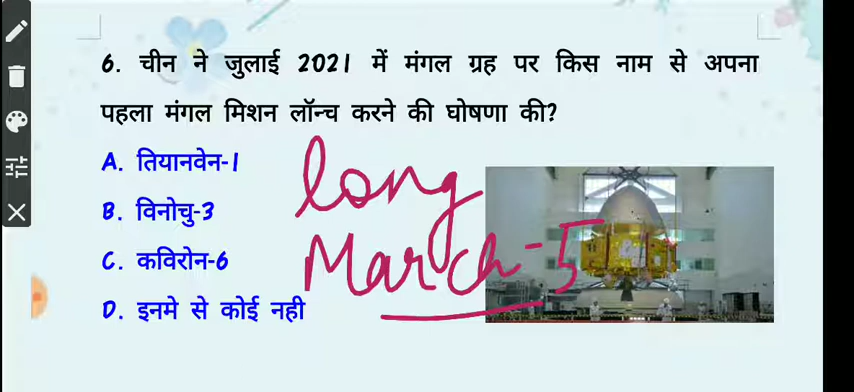 6. चीन ने जुलाई 2021 में मंगल ग्रह पर किस नाम से अपना
पहला मंगल मिशन लॉन्च करने की घोषणा की?
A. तियानवेन-1
B. विनोचु-3
C. कविरोन-6
D. इनमे से कोई नही
long
March-5